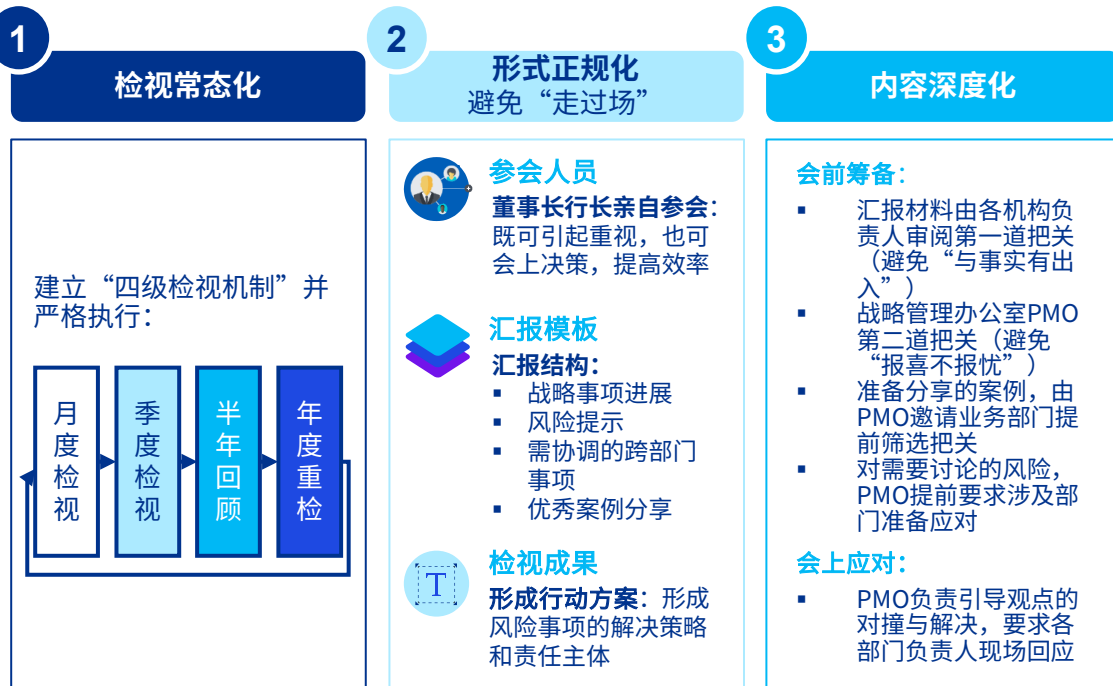 1
检视常态化
建立“四级检视机制”并
严格执行：
月度检视
季度检视
半年回顾
年度重检
2
形式正规化
避免“走过场”
参会人员
董事长行长亲自参会：
既可引起重视，也可
会上决策，提高效率
汇报模板
汇报结构：
▪ 战略事项进展
▪ 风险提示
▪ 需协调的跨部门
事项
▪ 优秀案例分享
T
检视成果
形成行动方案：形成
风险事项的解决策略
和责任主体
3
内容深度化
会前筹备：
▪ 汇报材料由各机构负
责人审阅第一道把关
（避免“与事实有出
入”）
▪ 战略管理办公室PMO
第二道把关（避免
“报喜不报忧”）
▪ 准备分享的案例，由
PMO邀请业务部门提
前筛选把关
▪ 对需要讨论的风险，
PMO提前要求涉及部
门准备应对
会上应对：
▪ PMO负责引导观点的
对撞与解决，要求各
部门负责人现场回应